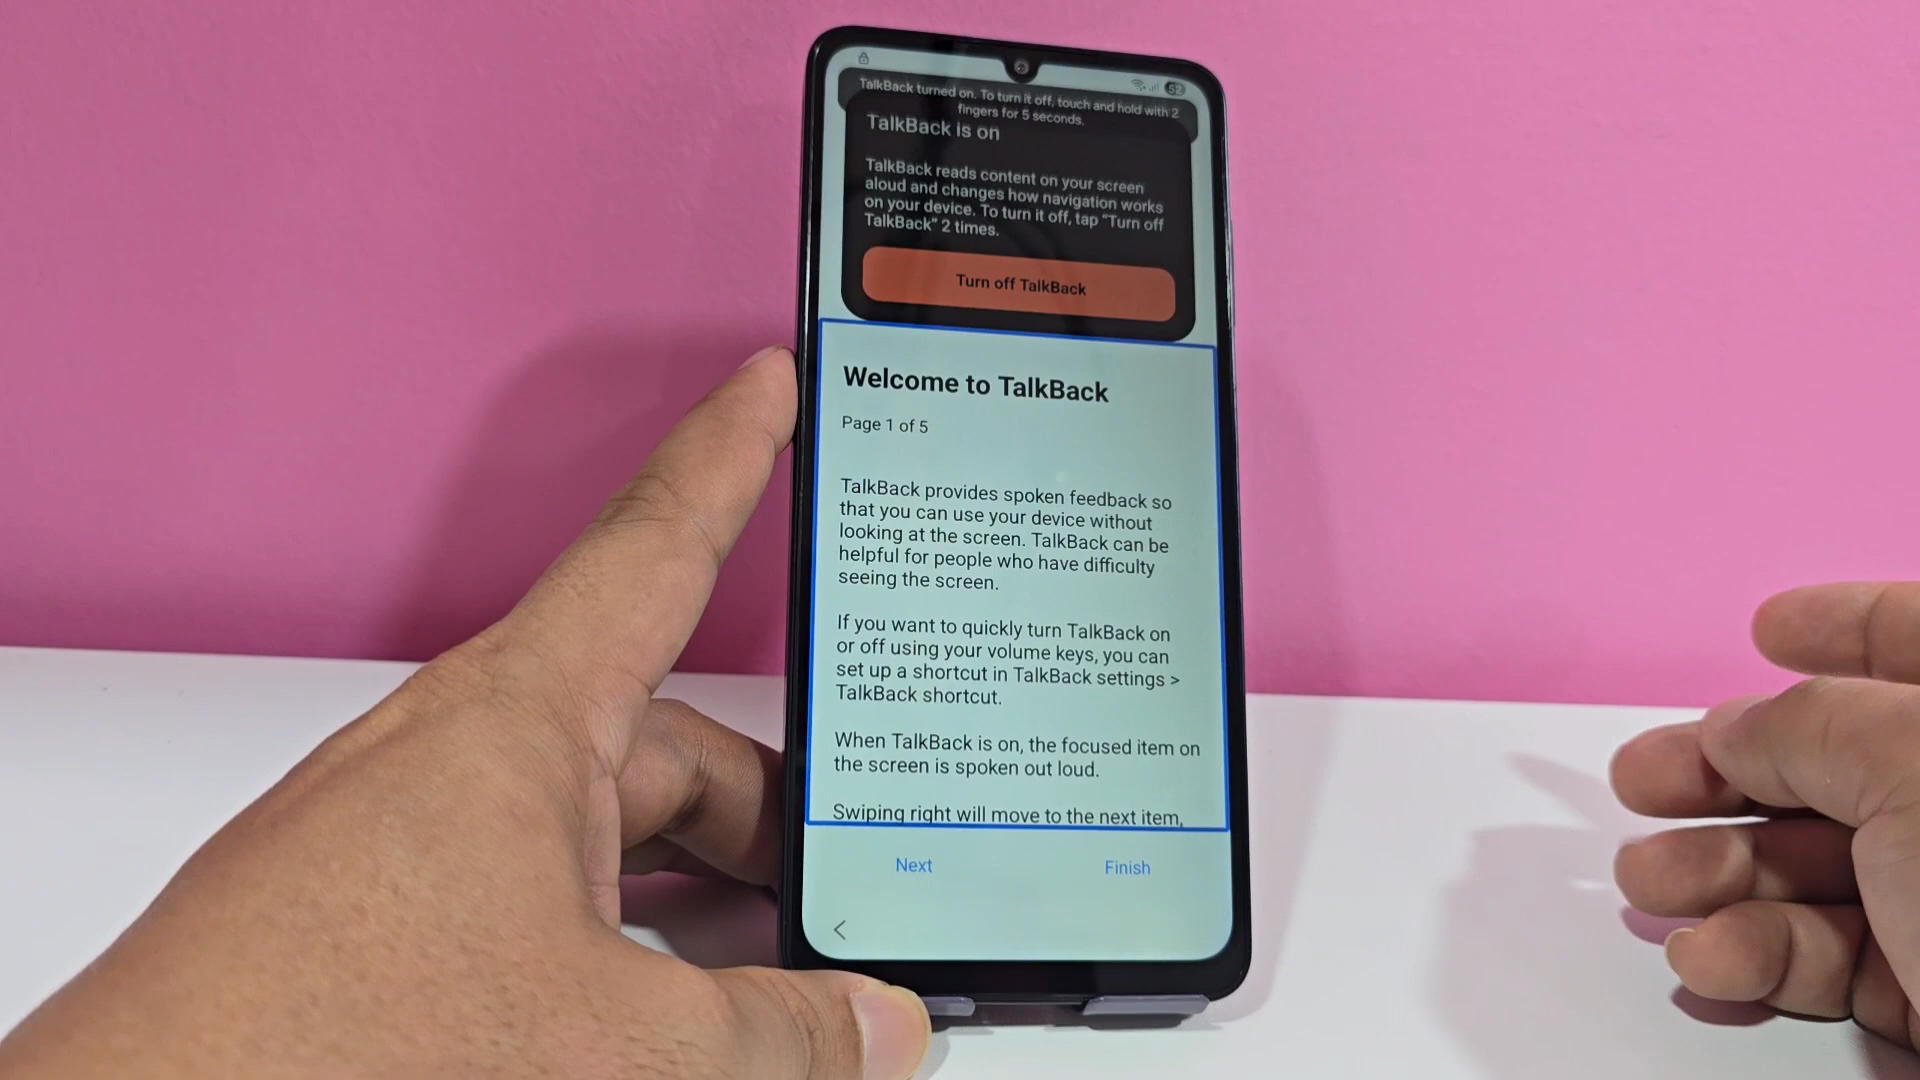 52
TalkBack turned on. To turn it off, touch and hold with 2
fingers for 5 seconds.
TalkBack is on
TalkBack reads content on your screen
aloud and changes how navigation works
on your device. To turn it off, tap “Turn off
TalkBack” 2 times.
Turn off TalkBack
Welcome to TalkBack
Page 1 of 5
TalkBack provides spoken feedback so
that you can use your device without
looking at the screen. TalkBack can be
helpful for people who have difficulty
seeing the screen.
If you want to quickly turn TalkBack on
or off using your volume keys, you can
set up a shortcut in TalkBack settings >
TalkBack shortcut.
When TalkBack is on, the focused item on
the screen is spoken out loud.
Swiping right will move to the next item,
Next
Finish